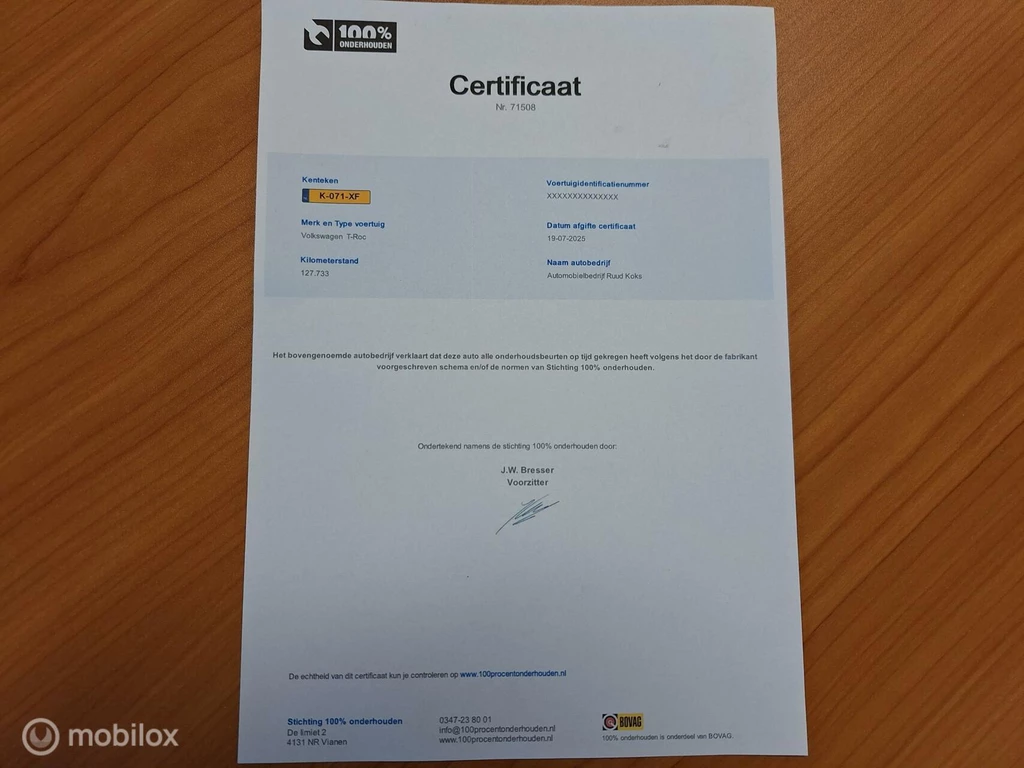 100%
ONDERHOUDEN
Certificaat
Nr. 71508
Kenteken
K-071-XF
Merk en Type voertuig
Volkswagen T-Roc
Kilometerstand
127.733
Voertuigidentificatienummer
XXXXXXXXXXXXXX
Datum afgifte certificaat
19-07-2025
Naam autobedrijf
Automobielbedrijf Ruud Koks
Het bovengenoemde autobedrijf verklaart dat deze auto alle onderhoudsbeurten op tijd gekregen heeft volgens het door de fabrikant
voorgeschreven schema en/of de normen van Stichting 100% onderhouden.
Ondertekend namens de stichting 100% onderhouden door:
J.W. Bresser
Voorzitter
De echtheid van dit certificaat kun je controleren op www.100procentonderhouden.nl
Stichting 100% onderhouden
De limiet 2
4131 NR Vianen
0347-23 80 01
info@100procentonderhouden.nl
www.100procentonderhouden.nl
BOVAG
100% onderhouden is onderdeel van BOVAG.
mobilox